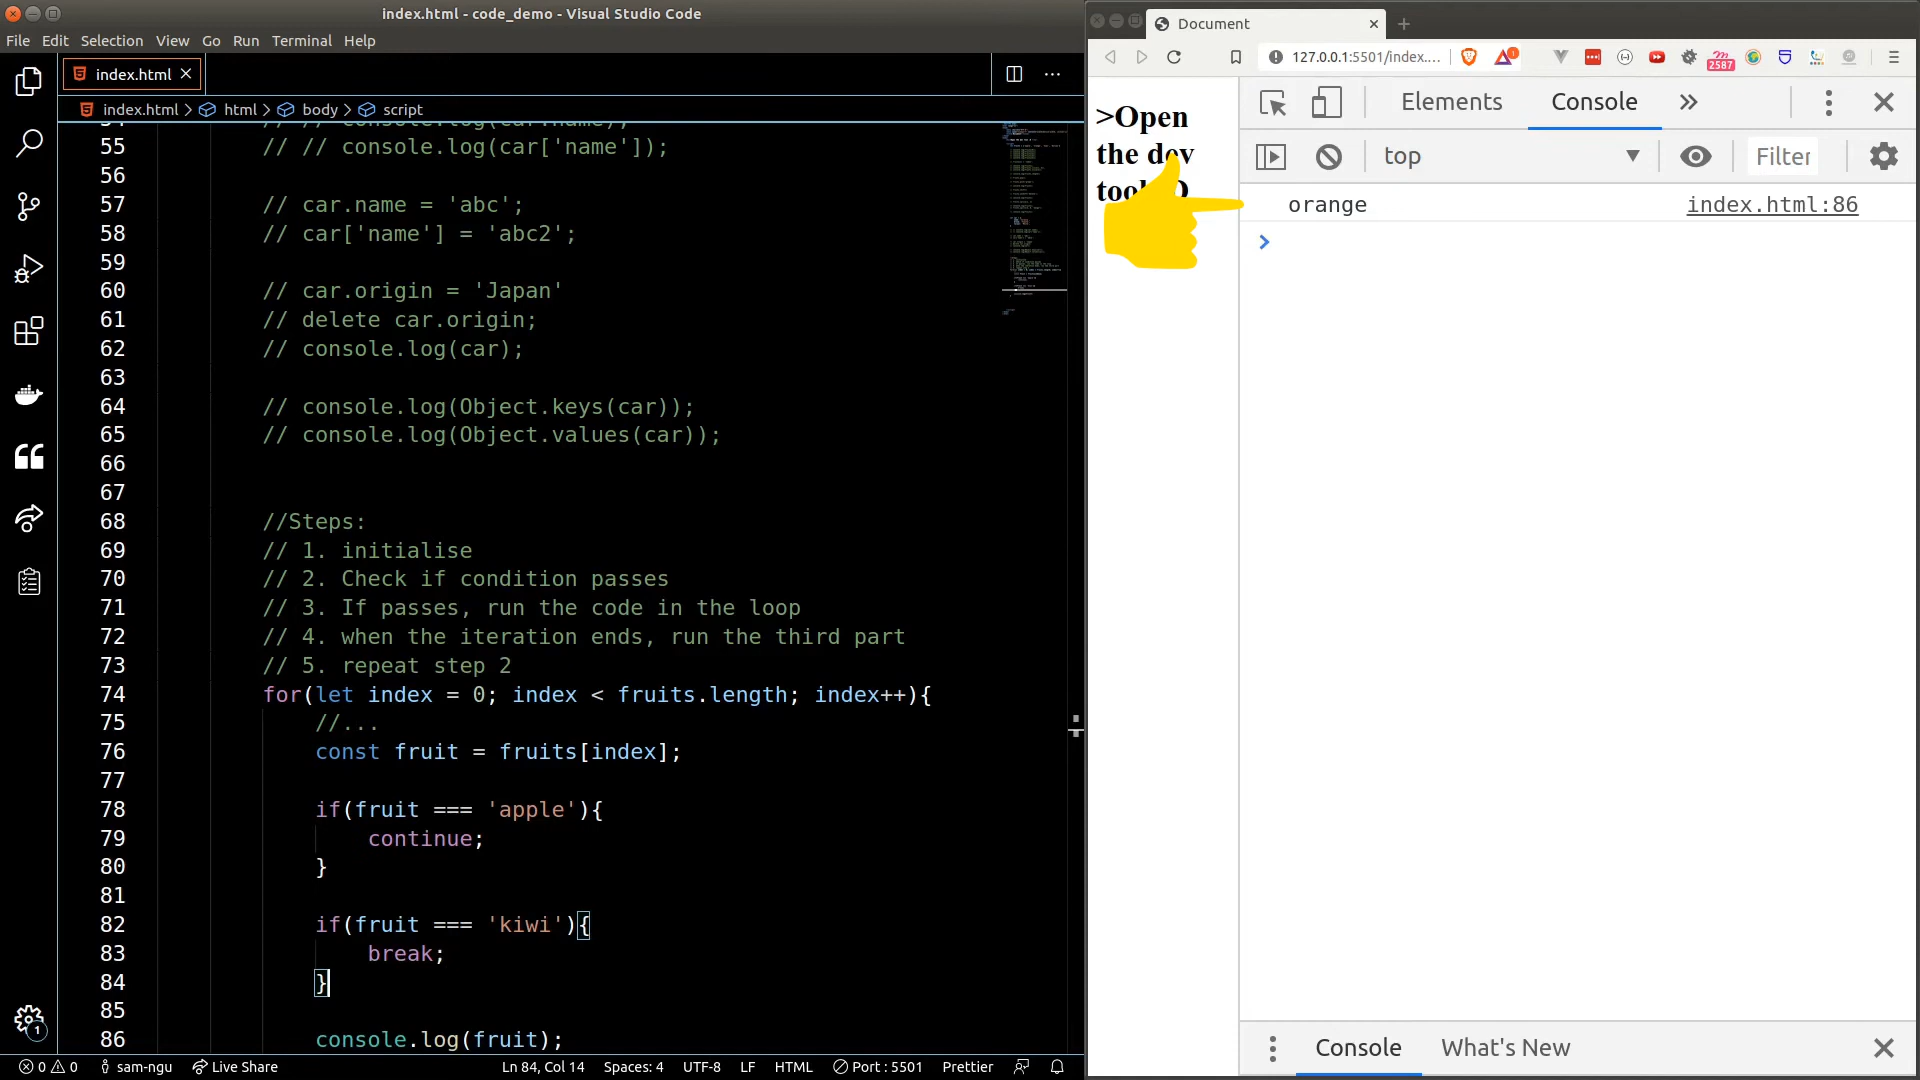 index.html - code_demo - Visual Studio Code
File Edit Selection View Go Run Terminal Help
index.html
index.html > html > body > script
55 // // console.log(car['name']);
56
57 // car.name = 'abc';
58 // car['name'] = 'abc2';
59
60 // car.origin = 'Japan'
61 // delete car.origin;
62 // console.log(car);
63
64 // console.log(Object.keys(car));
65 // console.log(Object.values(car));
66
67
68 //Steps:
69 // 1. initialise
70 // 2. Check if condition passes
71 // 3. If passes, run the code in the loop
72 // 4. when the iteration ends, run the third part
73 // 5. repeat step 2
74 for(let index = 0; index < fruits.length; index++){
75 //...
76 const fruit = fruits[index];
77
78 if(fruit === 'apple'){
79 continue;
80 }
81
82 if(fruit === 'kiwi'){
83 break;
84 }
85
86 console.log(fruit);
1
0 0 sam-ngu Live Share Ln 84, Col 14 Spaces: 4 UTF-8 LF HTML Port : 5501 Prettier
Document
127.0.0.1:5501/index....
1
2587
>Open
the dev
Elements Console
top Filter
orange index.html:86
Console What's New